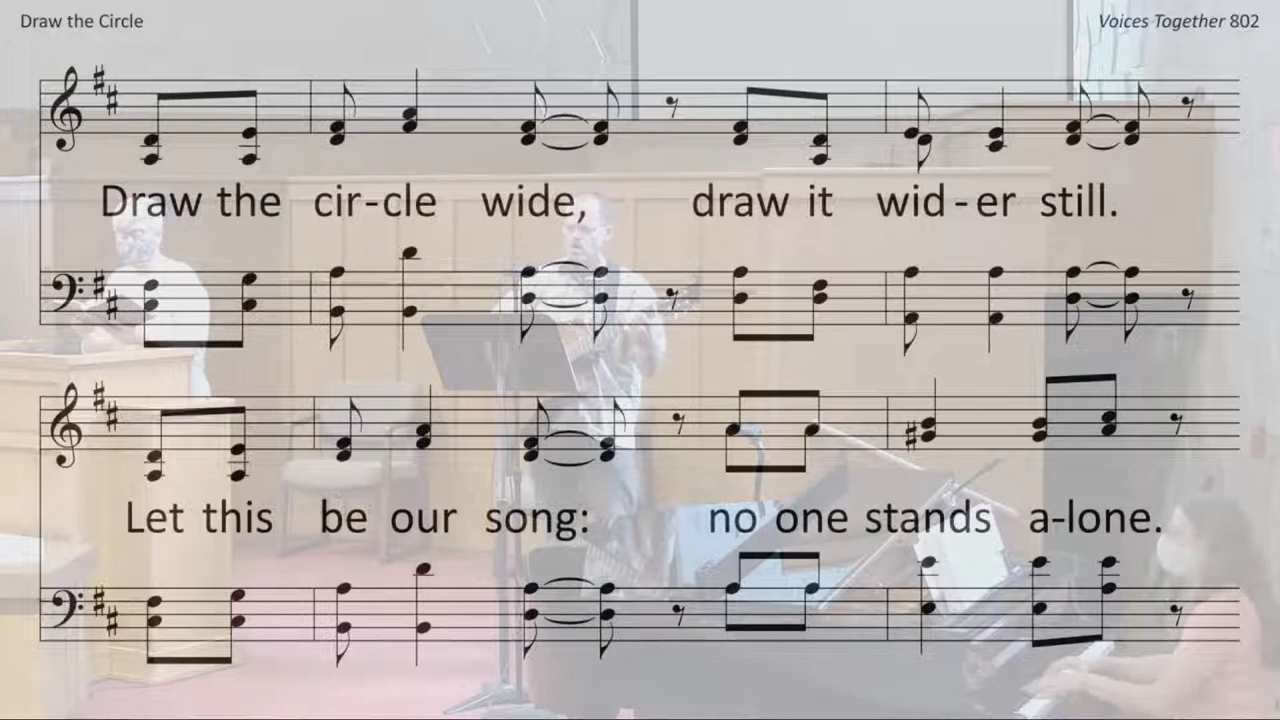 Draw the Circle
Voices Together 802
Draw the cir-cle wide, draw it wid-er still.
Let this be our song: no one stands a-lone.